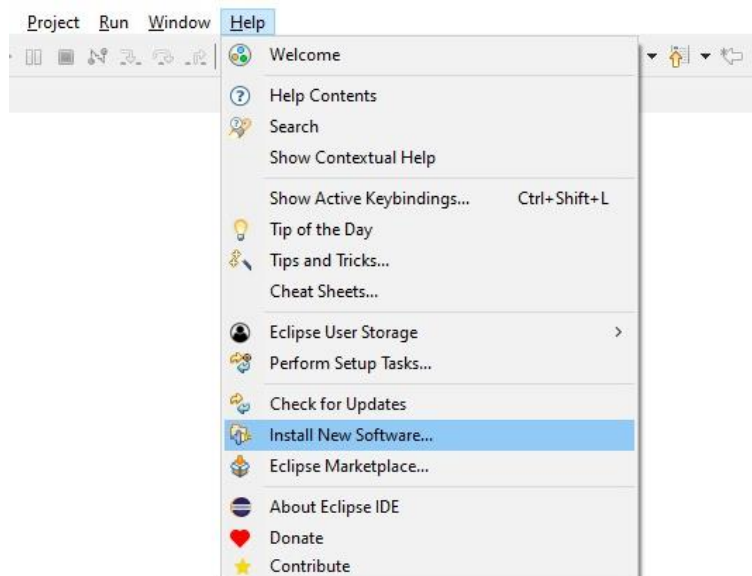 Project Run Window Help
Welcome
Help Contents
Search
Show Contextual Help
Show Active Keybindings... Ctrl+Shift+L
Tip of the Day
Tips and Tricks...
Cheat Sheets...
Eclipse User Storage
Perform Setup Tasks...
Check for Updates
Install New Software...
Eclipse Marketplace...
About Eclipse IDE
Donate
Contribute